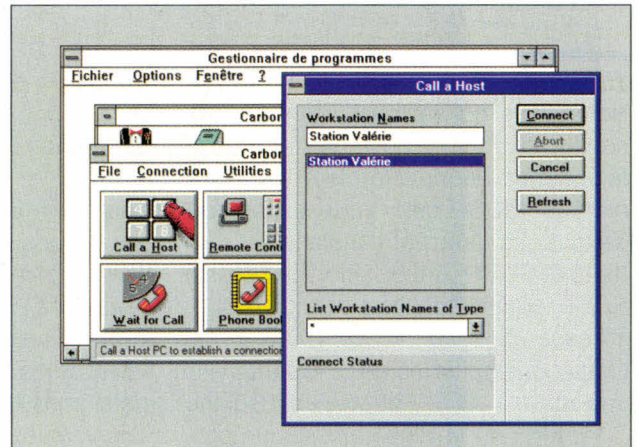 Gestionnaire de programmes
Fichier Options Fenêtre ?
Carbon
Carbon
File Connection Utilities
Call a Host
Remote Cont
Wait for Call
Phone Boo
Call a Host PC to establish a connection
Call a Host
Workstation Names
Station Valérie
Station Valérie
List Workstation Names of Type
*
Connect Status
Connect
Abort
Cancel
Refresh